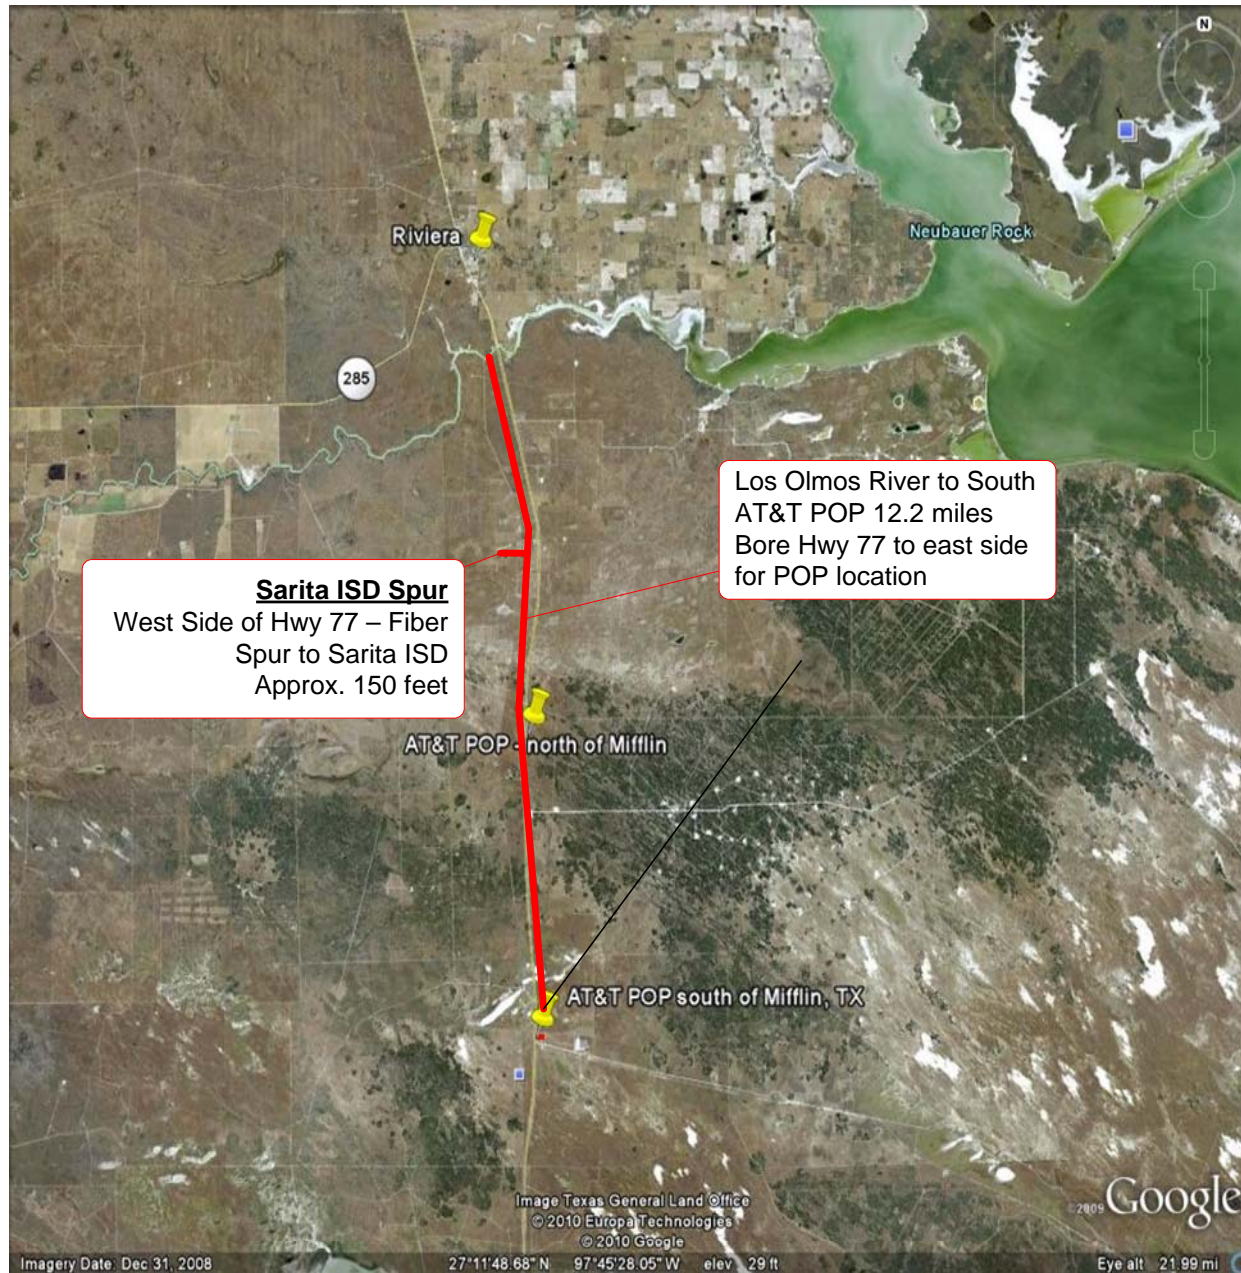 N
Riviera
Neubauer Rock
285
Los Olmos River to South
AT&T POP 12.2 miles
Bore Hwy 77 to east side
for POP location
Sarita ISD Spur
West Side of Hwy 77 – Fiber
Spur to Sarita ISD
Approx. 150 feet
AT&T POP - north of Mifflin
AT&T POP south of Mifflin, TX
Image Texas General Land Office
© 2010 Europa Technologies
© 2010 Google
©2009 Google
Imagery Date: Dec 31, 2008
27°11'48.68" N 97°45'28.05" W elev 29 ft
Eye alt 21.99 mi